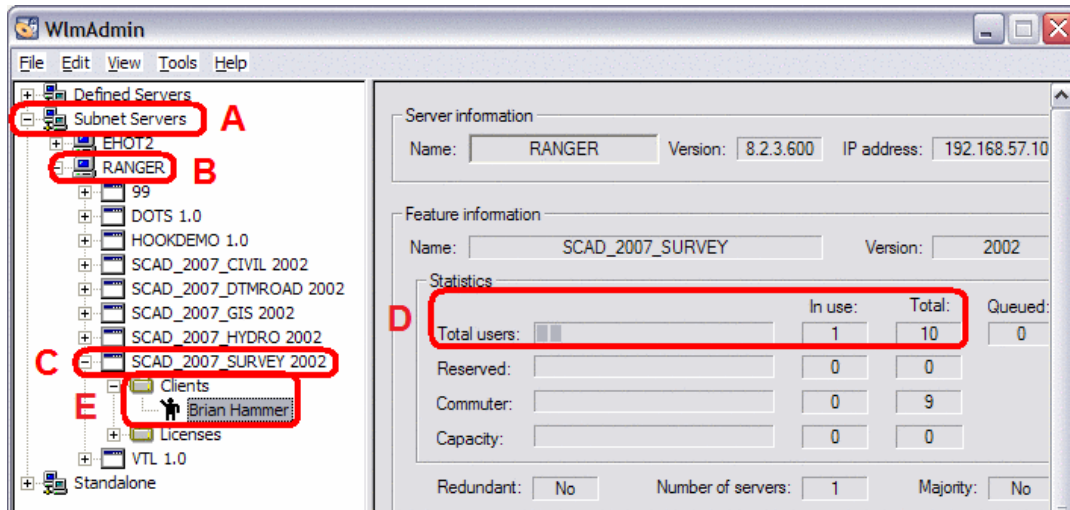 WlmAdmin
File Edit View Tools Help
Defined Servers
Subnet Servers
A
EHOT2
RANGER
B
99
DOTS 1.0
HOOKDEMO 1.0
SCAD_2007_CIVIL 2002
SCAD_2007_DTMROAD 2002
SCAD_2007_GIS 2002
SCAD_2007_HYDRO 2002
C
SCAD_2007_SURVEY 2002
E
Clients
Brian Hammer
Licenses
VTL 1.0
Standalone
Server information
Name: RANGER Version: 8.2.3.600 IP address: 192.168.57.10
Feature information
Name: SCAD_2007_SURVEY Version: 2002
Statistics
D
In use: Total: Queued:
Total users: 1 10 0
Reserved: 0 0
Commuter: 0 9
Capacity: 0 0
Redundant: No Number of servers: 1 Majority: No